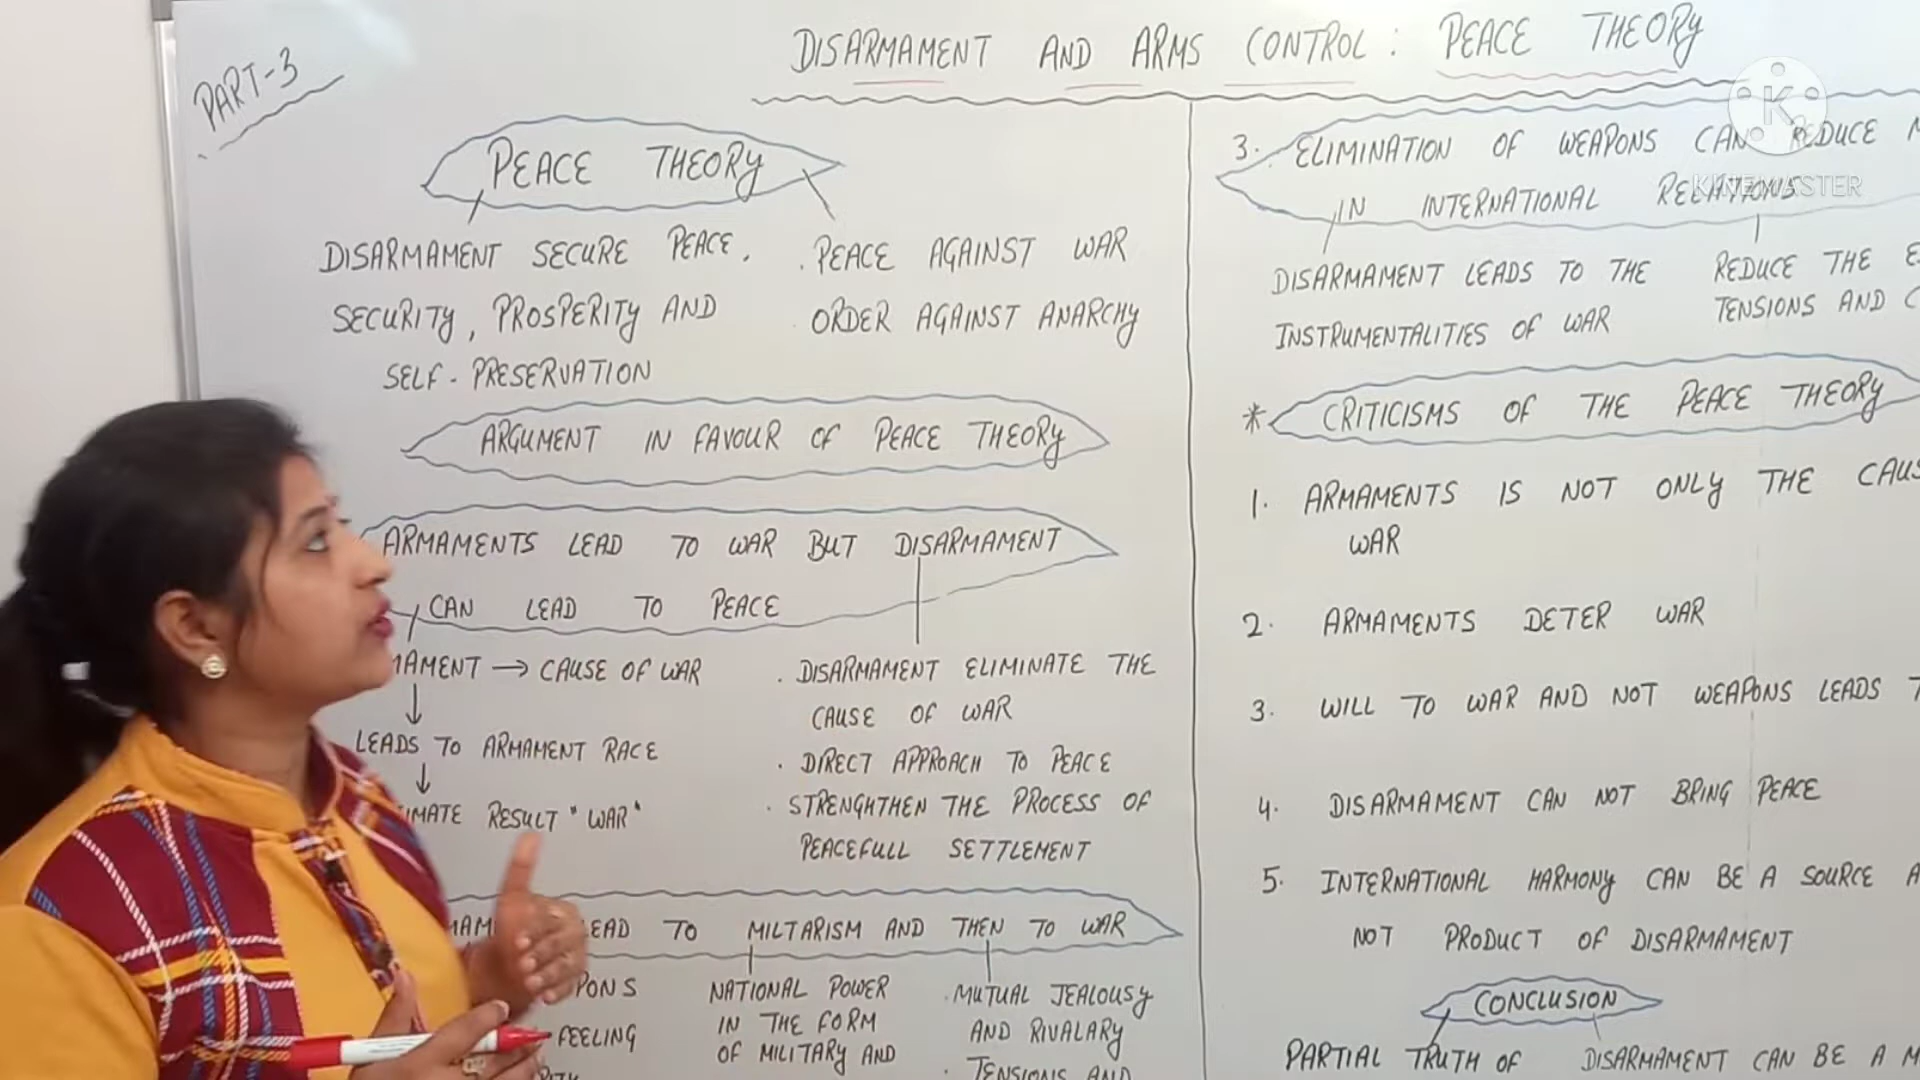 PART-3
DISARMAMENT AND ARMS CONTROL : PEACE THEORY
PEACE THEORY
DISARMAMENT SECURE PEACE.
SECURITY, PROSPERITY AND
SELF-PRESERVATION
. PEACE AGAINST WAR
. ORDER AGAINST ANARCHY
ARGUMENT IN FAVOUR OF PEACE THEORY
ARMAMENTS LEAD TO WAR BUT DISARMAMENT
CAN LEAD TO PEACE
→ CAUSE OF WAR
↓
LEADS TO ARMAMENT RACE
↓
RESULT "WAR"
. DISARMAMENT ELIMINATE THE
CAUSE OF WAR
. DIRECT APPROACH TO PEACE
. STRENGHTHEN THE PROCESS OF
PEACEFULL SETTLEMENT
TO MILTARISM AND THEN TO WAR
FEELING
NATIONAL POWER
IN THE FORM
OF MILITARY AND
. MUTUAL JEALOUSY
AND RIVALARY
. TENSIONS AND
3. ELIMINATION OF WEAPONS CAN REDUCE
IN INTERNATIONAL RELATIONS
DISARMAMENT LEADS TO THE
INSTRUMENTALITIES OF WAR
REDUCE THE
TENSIONS AND
* CRITICISMS OF THE PEACE THEORY
1. ARMAMENTS IS NOT ONLY THE
WAR
2. ARMAMENTS DETER WAR
3. WILL TO WAR AND NOT WEAPONS LEADS
4. DISARMAMENT CAN NOT BRING PEACE
5. INTERNATIONAL HARMONY CAN BE A SOURCE
NOT PRODUCT OF DISARMAMENT
CONCLUSION
PARTIAL TRUTH OF
DISARMAMENT CAN BE A
K
KINEMASTER